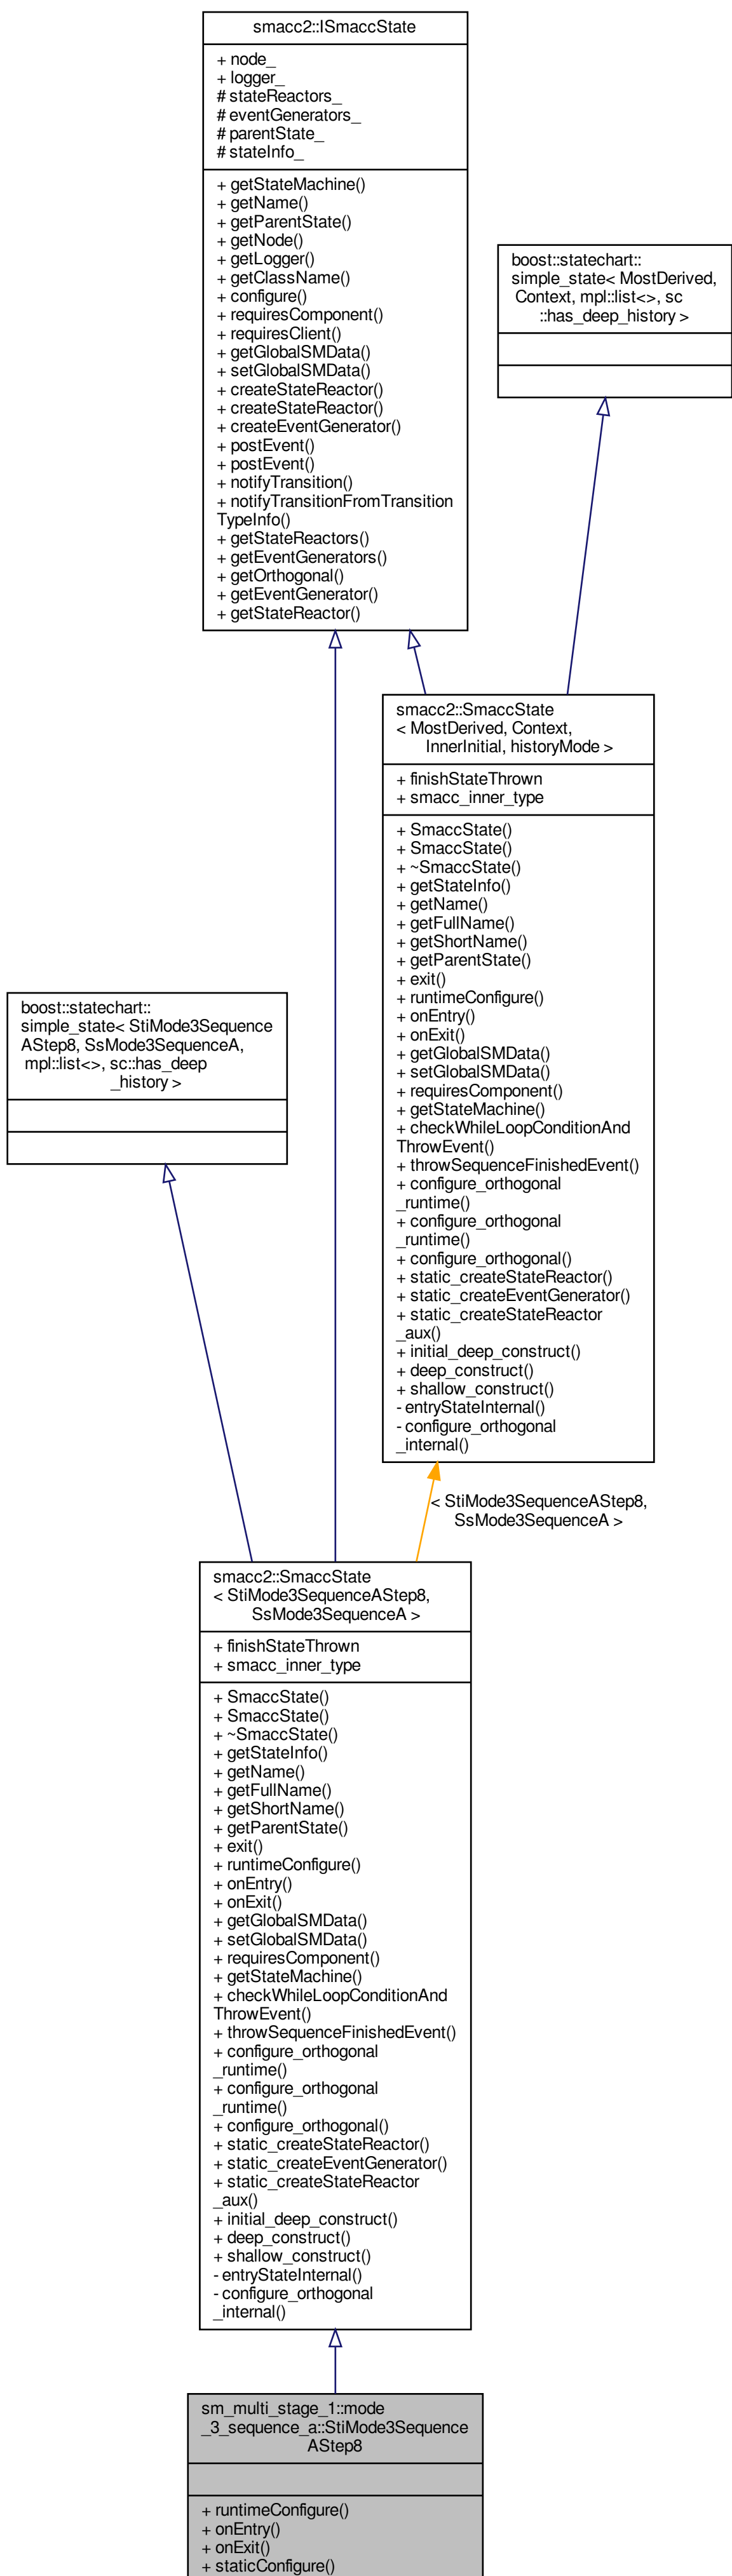 smacc2::ISmaccState
+ node_
+ logger_
# stateReactors_
# eventGenerators_
# parentState_
# stateInfo_
+ getStateMachine()
+ getName()
+ getParentState()
+ getNode()
+ getLogger()
+ getClassName()
+ configure()
+ requiresComponent()
+ requiresClient()
+ getGlobalSMData()
+ setGlobalSMData()
+ createStateReactor()
+ createStateReactor()
+ createEventGenerator()
+ postEvent()
+ postEvent()
+ notifyTransition()
+ notifyTransitionFromTransition
TypeInfo()
+ getStateReactors()
+ getEventGenerators()
+ getOrthogonal()
+ getEventGenerator()
+ getStateReactor()
boost::statechart::
simple_state< MostDerived,
Context, mpl::list<>, sc
::has_deep_history >
smacc2::SmaccState
< MostDerived, Context,
InnerInitial, historyMode >
+ finishStateThrown
+ smacc_inner_type
+ SmaccState()
+ SmaccState()
+ ~SmaccState()
+ getStateInfo()
+ getName()
+ getFullName()
+ getShortName()
+ getParentState()
+ exit()
+ runtimeConfigure()
+ onEntry()
+ onExit()
+ getGlobalSMData()
+ setGlobalSMData()
+ requiresComponent()
+ getStateMachine()
+ checkWhileLoopConditionAnd
ThrowEvent()
+ throwSequenceFinishedEvent()
+ configure_orthogonal
_runtime()
+ configure_orthogonal
_runtime()
+ configure_orthogonal()
+ static_createStateReactor()
+ static_createEventGenerator()
+ static_createStateReactor
_aux()
+ initial_deep_construct()
+ deep_construct()
+ shallow_construct()
- entryStateInternal()
- configure_orthogonal
_internal()
boost::statechart::
simple_state< StiMode3Sequence
AStep8, SsMode3SequenceA,
mpl::list<>, sc::has_deep
_history >
< StiMode3SequenceAStep8,
SsMode3SequenceA >
smacc2::SmaccState
< StiMode3SequenceAStep8,
SsMode3SequenceA >
+ finishStateThrown
+ smacc_inner_type
+ SmaccState()
+ SmaccState()
+ ~SmaccState()
+ getStateInfo()
+ getName()
+ getFullName()
+ getShortName()
+ getParentState()
+ exit()
+ runtimeConfigure()
+ onEntry()
+ onExit()
+ getGlobalSMData()
+ setGlobalSMData()
+ requiresComponent()
+ getStateMachine()
+ checkWhileLoopConditionAnd
ThrowEvent()
+ throwSequenceFinishedEvent()
+ configure_orthogonal
_runtime()
+ configure_orthogonal
_runtime()
+ configure_orthogonal()
+ static_createStateReactor()
+ static_createEventGenerator()
+ static_createStateReactor
_aux()
+ initial_deep_construct()
+ deep_construct()
+ shallow_construct()
- entryStateInternal()
- configure_orthogonal
_internal()
sm_multi_stage_1::mode
_3_sequence_a::StiMode3Sequence
AStep8
+ runtimeConfigure()
+ onEntry()
+ onExit()
+ staticConfigure()